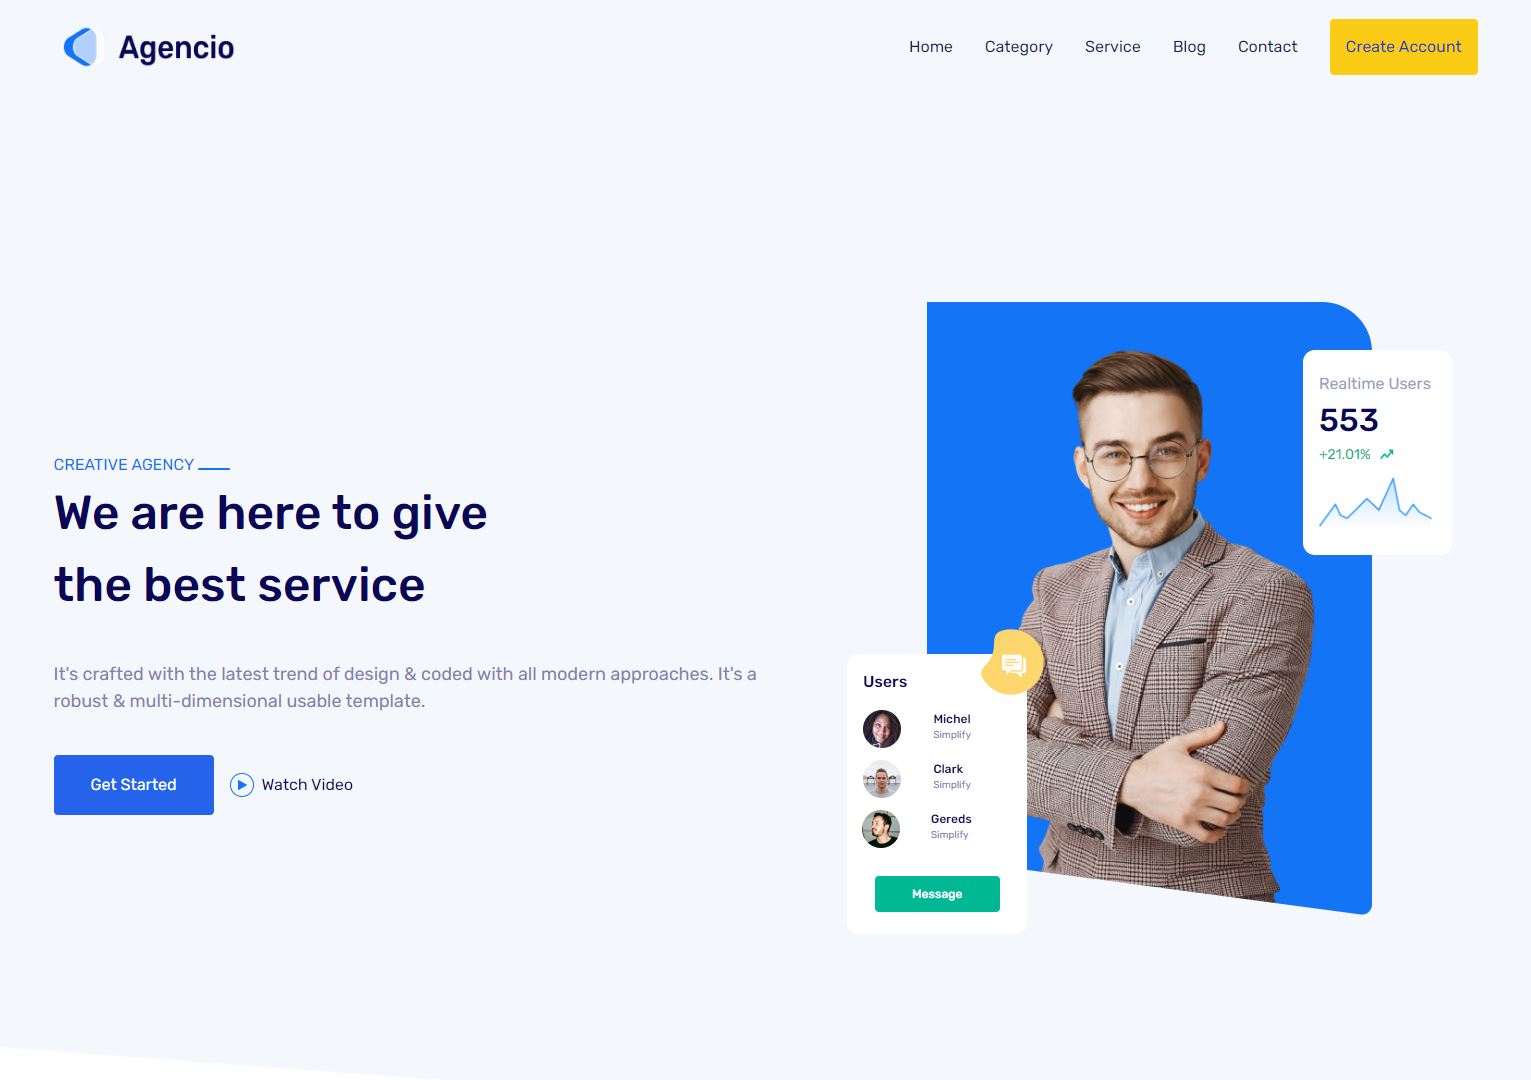 Agencio
Home Category Service Blog Contact Create Account
Realtime Users
553
+21.01%
CREATIVE AGENCY
We are here to give
the best service
It's crafted with the latest trend of design & coded with all modern approaches. It's a
robust & multi-dimensional usable template.
Get Started
Watch Video
Users
Michel
Simplify
Clark
Simplify
Gereds
Simplify
Message